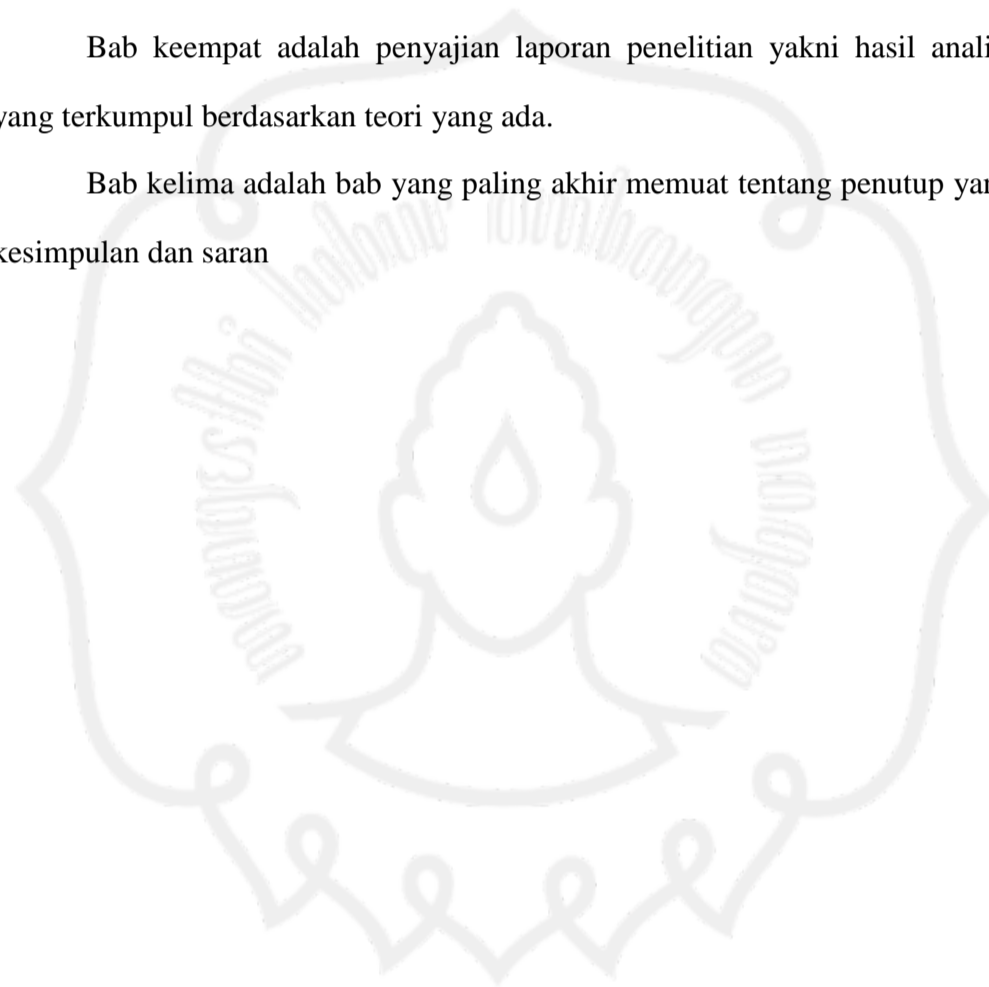 Bab keempat adalah penyajian laporan penelitian yakni hasil anali
yang terkumpul berdasarkan teori yang ada.
Bab kelima adalah bab yang paling akhir memuat tentang penutup yan
kesimpulan dan saran